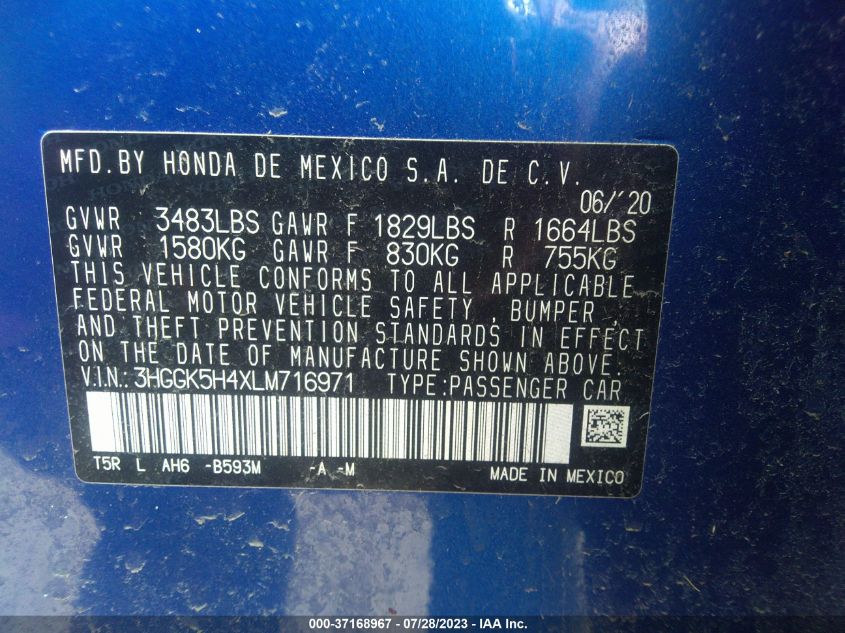 MFD.BY HONDA DE MEXICO S.A. DE C.V.
06/'20
GVWR 3483LBS GAWR F 1829LBS R 1664LBS
GVWR 1580KG GAWR F 830KG R 755KG
THIS VEHICLE CONFORMS TO ALL APPLICABLE
FEDERAL MOTOR VEHICLE SAFETY , BUMPER ,
AND THEFT PREVENTION STANDARDS IN EFFECT
ON THE DATE OF MANUFACTURE SHOWN ABOVE.
V.I.N.:3HGGK5H4XLM716971 TYPE:PASSENGER CAR
T5R L AH6 -B593M -A -M MADE IN MEXICO
000-37168967 - 07/28/2023 - IAA Inc.